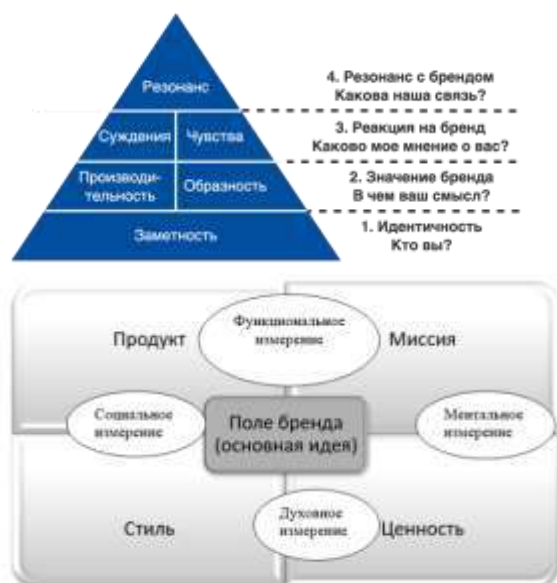 Резонанс
4. Резонанс с брендом
Какова наша связь?
Суждения
Чувства
3. Реакция на бренд
Каково мое мнение о вас?
Производи-
тельность
Образность
2. Значение бренда
В чем ваш смысл?
Заметность
1. Идентичность
Кто вы?
Продукт
Функциональное
измерение
Миссия
Социальное
измерение
Поле бренда
(основная идея)
Ментальное
измерение
Стиль
Духовное
измерение
Ценность